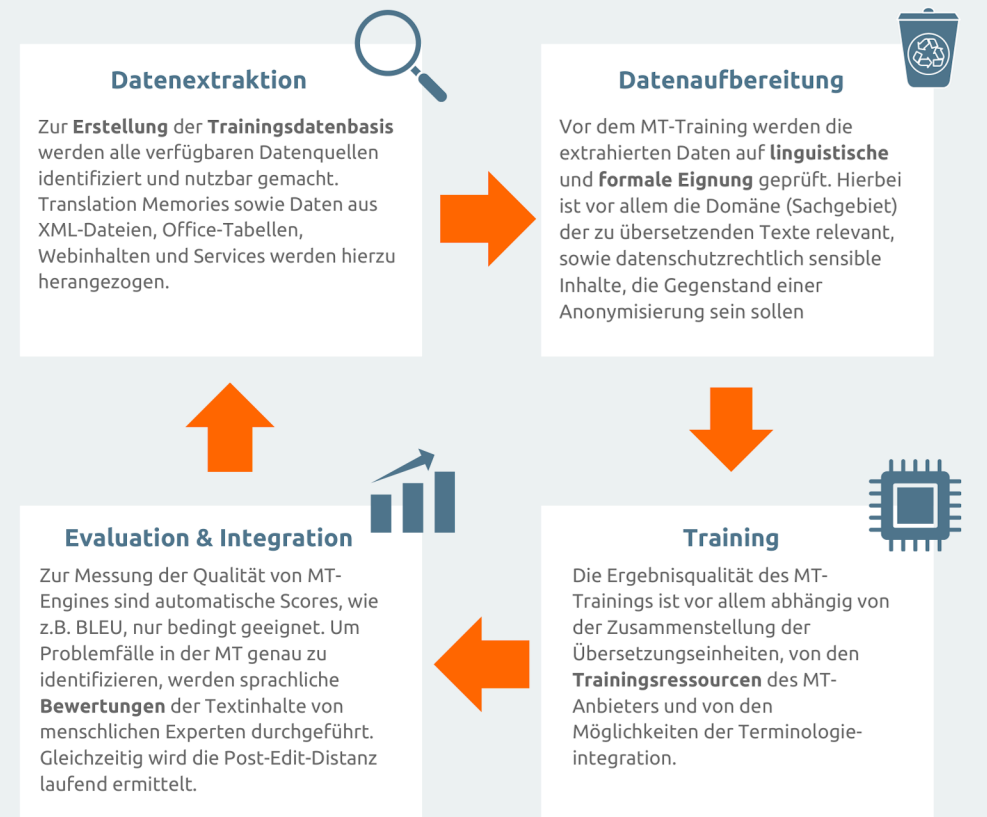 Datenextraktion
Zur Erstellung der Trainingsdatenbasis
werden alle verfügbaren Datenquellen
identifiziert und nutzbar gemacht.
Translation Memories sowie Daten aus
XML-Dateien, Office-Tabellen,
Webinhalten und Services werden hierzu
herangezogen.
Datenaufbereitung
Vor dem MT-Training werden die
extrahierten Daten auf linguistische
und formale Eignung geprüft. Hierbei
ist vor allem die Domäne (Sachgebiet)
der zu übersetzenden Texte relevant,
sowie datenschutzrechtlich sensible
Inhalte, die Gegenstand einer
Anonymisierung sein sollen
Training
Die Ergebnisqualität des MT-
Trainings ist vor allem abhängig von
der Zusammenstellung der
Übersetzungseinheiten, von den
Trainingsressourcen des MT-
Anbieters und von den
Möglichkeiten der Terminologie-
integration.
Evaluation & Integration
Zur Messung der Qualität von MT-
Engines sind automatische Scores, wie
z.B. BLEU, nur bedingt geeignet. Um
Problemfälle in der MT genau zu
identifizieren, werden sprachliche
Bewertungen der Textinhalte von
menschlichen Experten durchgeführt.
Gleichzeitig wird die Post-Edit-Distanz
laufend ermittelt.